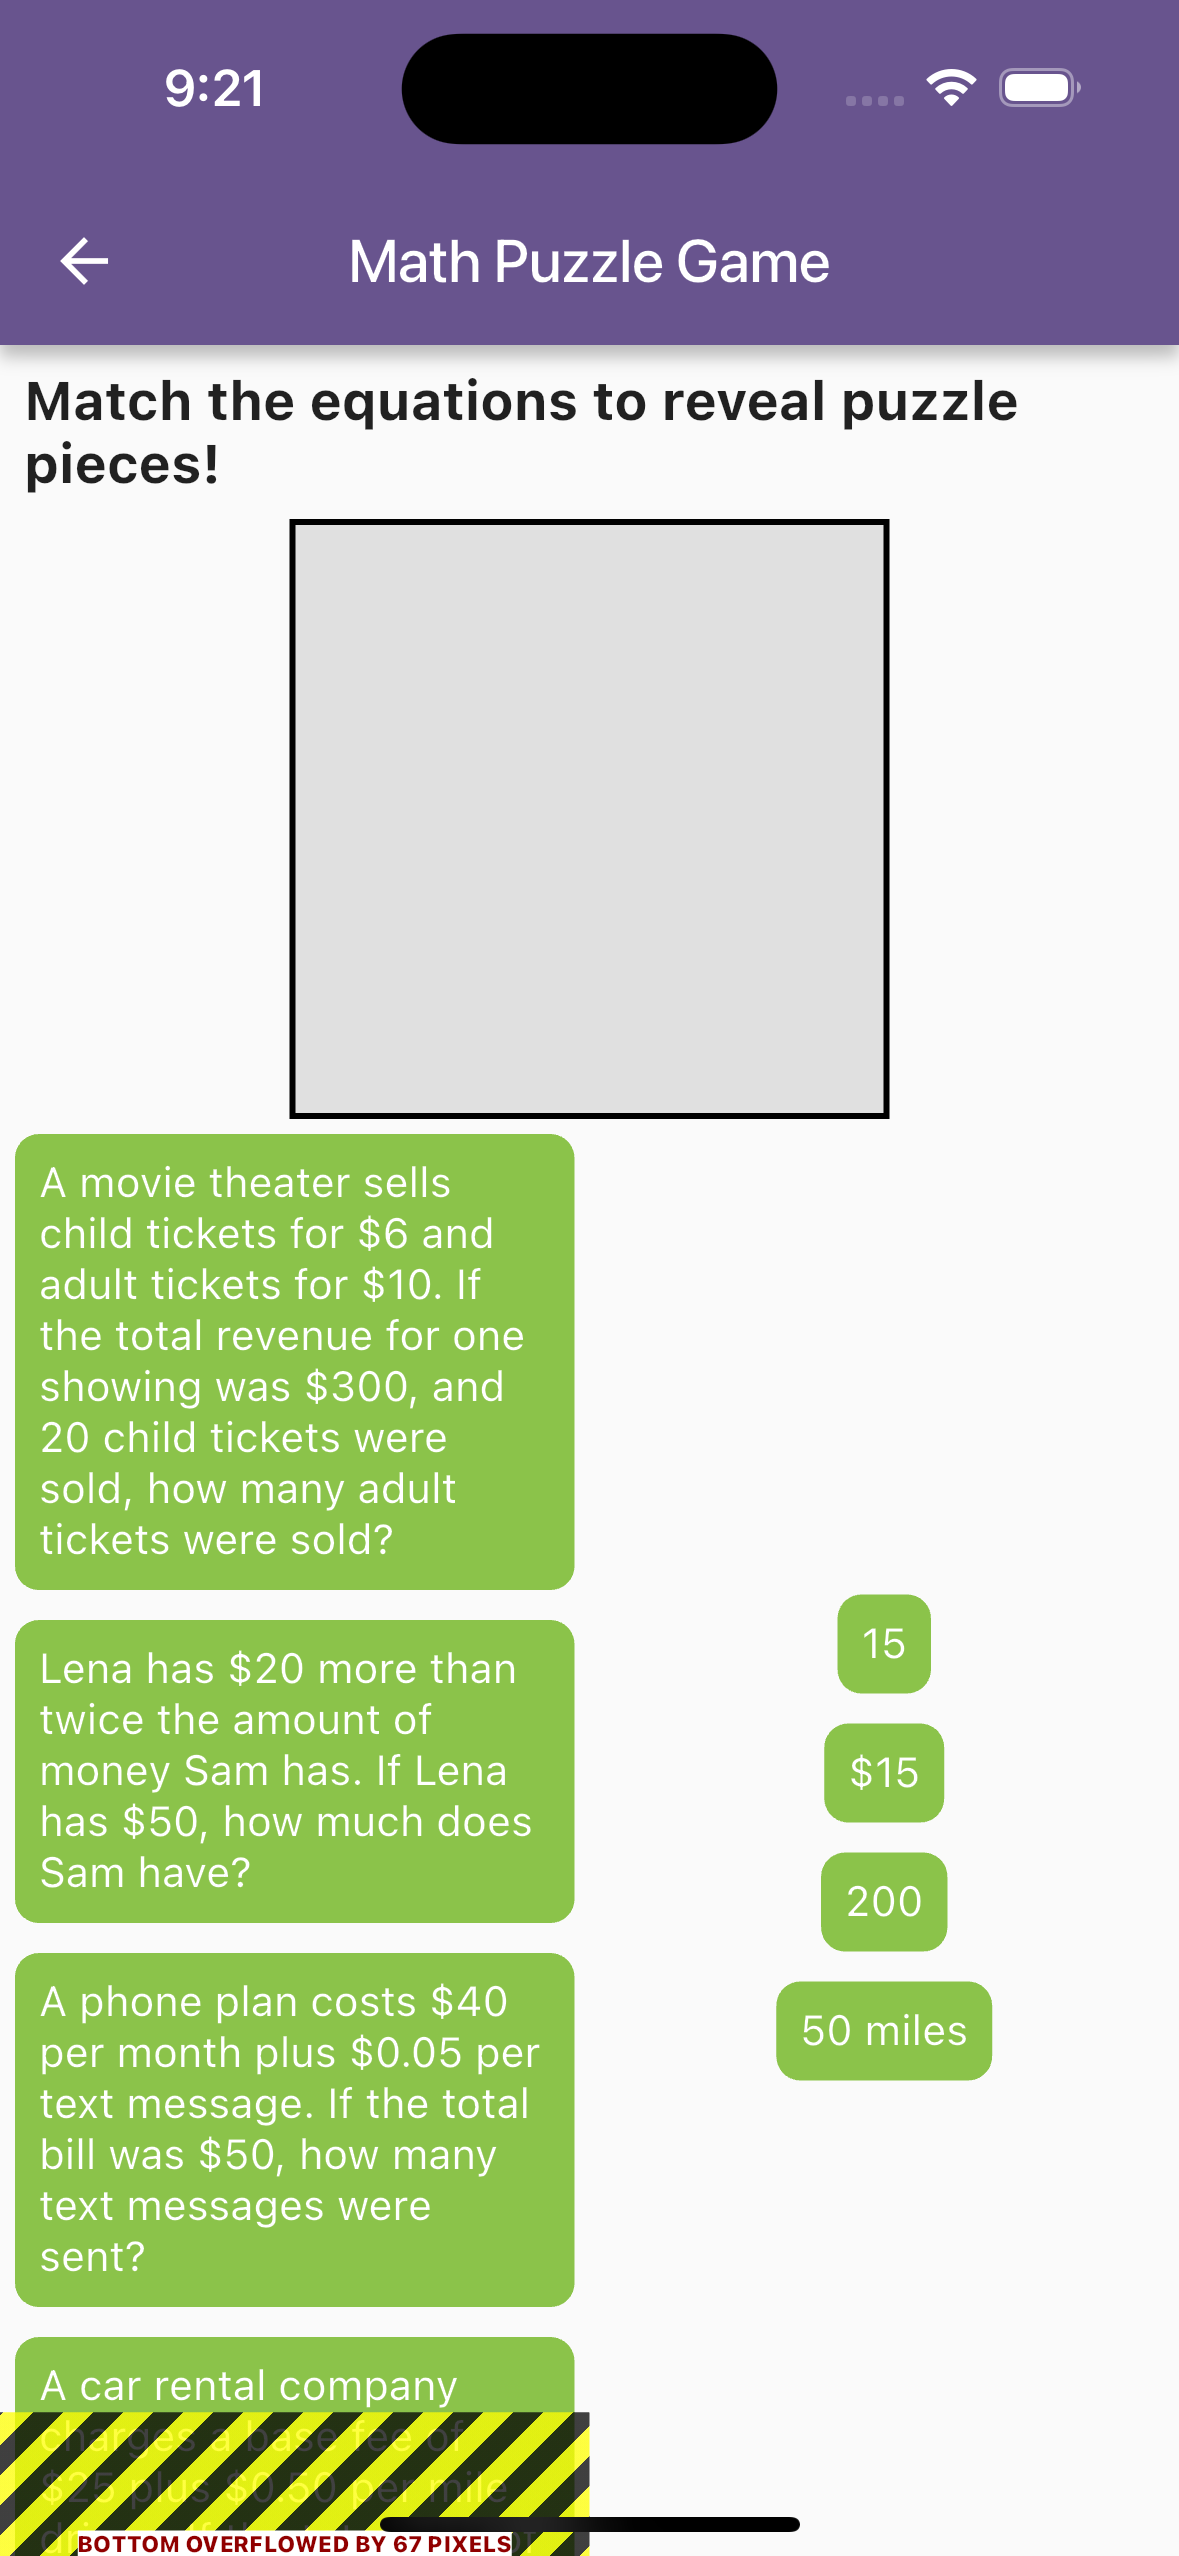 9:21
Math Puzzle Game
Match the equations to reveal puzzle
pieces!
A movie theater sells
child tickets for $6 and
adult tickets for $10. If
the total revenue for one
showing was $300, and
20 child tickets were
sold, how many adult
tickets were sold?
Lena has $20 more than
twice the amount of
money Sam has. If Lena
has $50, how much does
Sam have?
A phone plan costs $40
per month plus $0.05 per
text message. If the total
bill was $50, how many
text messages were
sent?
A car rental company
charges a base fee of
$25 plus $0.50 per mile
BOTTOM OVERFLOWED BY 67 PIXELS
15
$15
200
50 miles